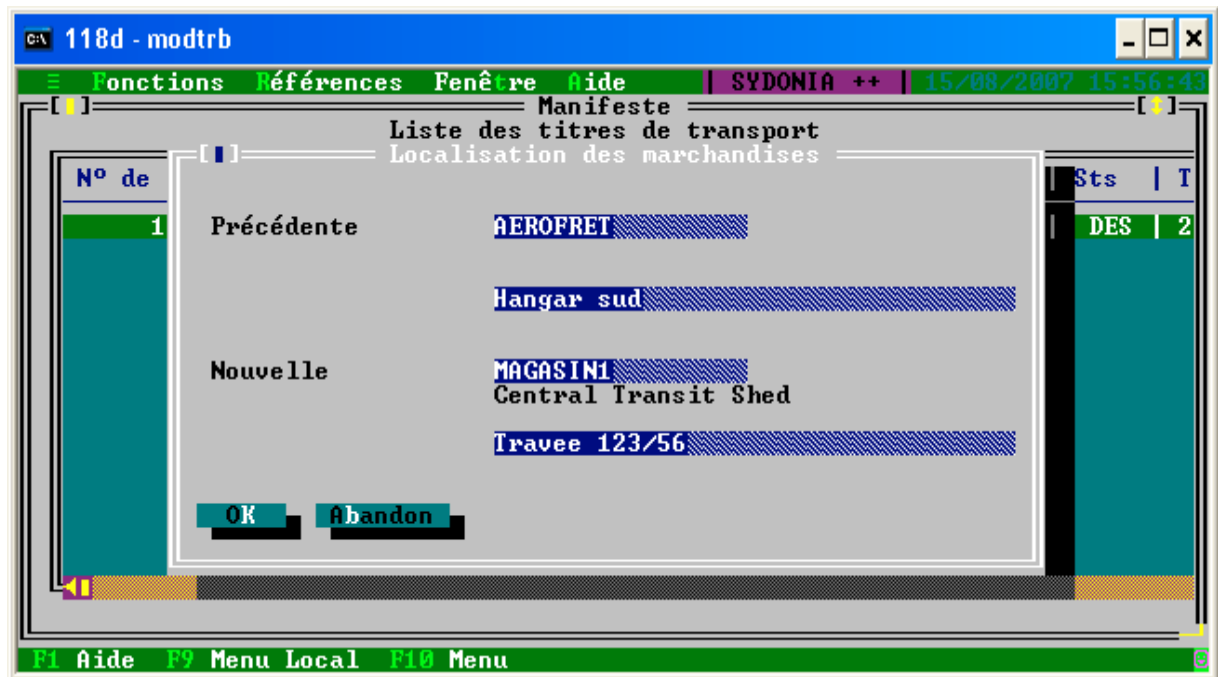 118d - modtrb
≡ Fonctions Références Fenêtre Aide | SYDONIA ++ | 15/08/2007 15:56:43
Manifeste
Liste des titres de transport
Localisation des marchandises
Nº de | Sts | T
1 | DES | 2
Précédente AEROFRET
Hangar sud
Nouvelle MAGASIN1
Central Transit Shed
Travee 123/56
OK Abandon
F1 Aide F9 Menu Local F10 Menu